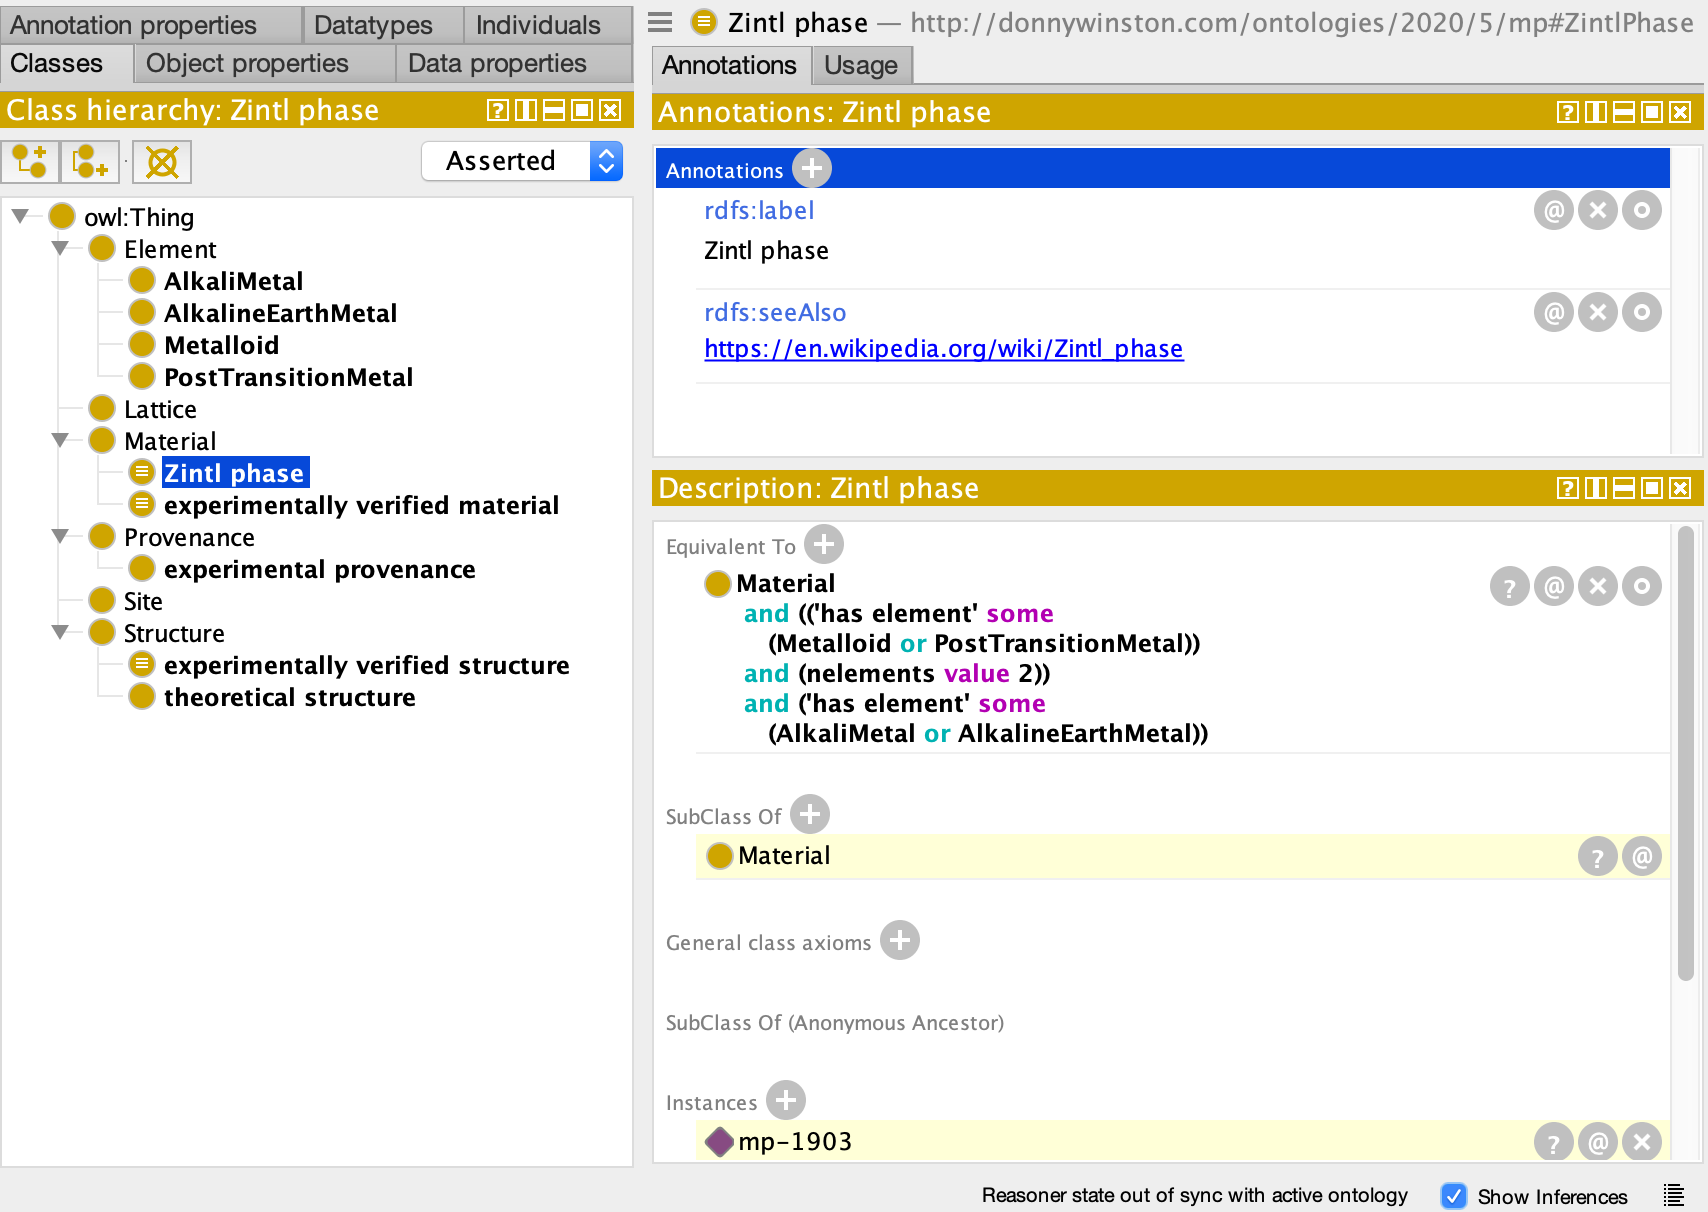 Annotation properties
Datatypes
Individuals
Classes
Object properties
Data properties
Class hierarchy: Zintl phase
Asserted
owl:Thing
Element
AlkaliMetal
AlkalineEarthMetal
Metalloid
PostTransitionMetal
Lattice
Material
Zintl phase
experimentally verified material
Provenance
experimental provenance
Site
Structure
experimentally verified structure
theoretical structure
Zintl phase — http://donnywinston.com/ontologies/2020/5/mp#ZintlPhase
Annotations
Usage
Annotations: Zintl phase
Annotations
rdfs:label
Zintl phase
rdfs:seeAlso
https://en.wikipedia.org/wiki/Zintl_phase
Description: Zintl phase
Equivalent To
Material
and (('has element' some
(Metalloid or PostTransitionMetal))
and (nelements value 2))
and ('has element' some
(AlkaliMetal or AlkalineEarthMetal))
SubClass Of
Material
General class axioms
SubClass Of (Anonymous Ancestor)
Instances
mp-1903
Reasoner state out of sync with active ontology
Show Inferences